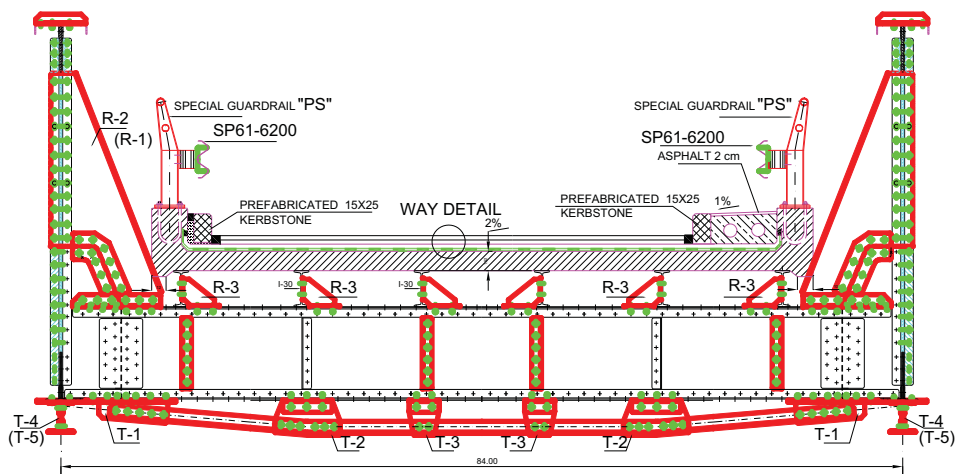 SPECIAL GUARDRAIL "PS"
SPECIAL GUARDRAIL "PS"
R-2
(R-1)
SP61-6200
SP61-6200
ASPHALT 2 cm
PREFABRICATED 15X25
KERBSTONE
WAY DETAIL
2%
PREFABRICATED 15X25
KERBSTONE
1%
R-3
I-30
R-3
I-30
R-3
R-3
T-4
(T-5)
T-1
T-2
T-3
T-3
T-2
T-1
T-4
(T-5)
84.00